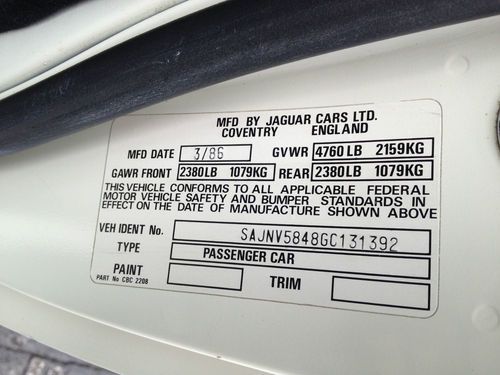 MFD BY JAGUAR CARS LTD.
COVENTRY ENGLAND
MFD DATE 3/86 GVWR 4760LB 2159KG
GAWR FRONT 2380LB 1079KG REAR 2380LB 1079KG
THIS VEHICLE CONFORMS TO ALL APPLICABLE FEDERAL
MOTOR VEHICLE SAFETY AND BUMPER STANDARDS IN
EFFECT ON THE DATE OF MANUFACTURE SHOWN ABOVE
VEH IDENT No. SAJNV5848GC131392
TYPE PASSENGER CAR
PAINT TRIM
PART No CBC 2208